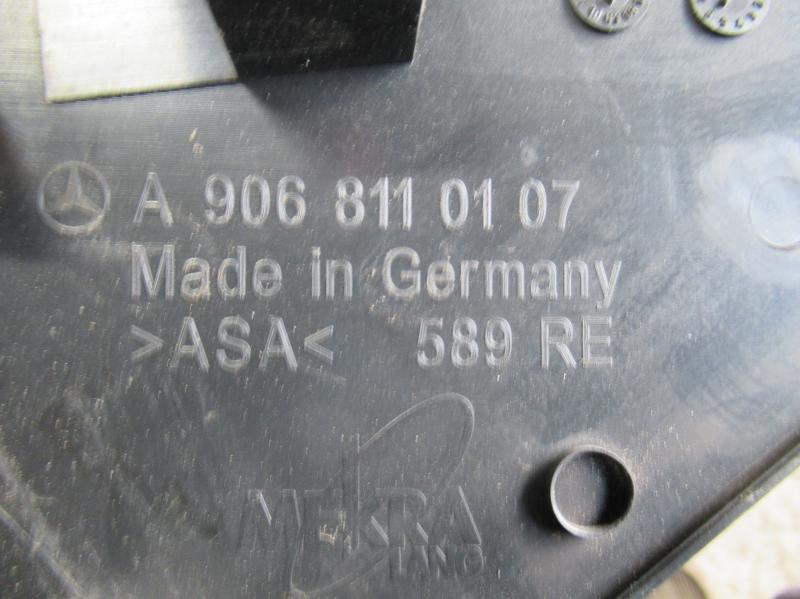 A 906 811 01 07
Made in Germany
>ASA< 589 RE
MEKRA
LANG